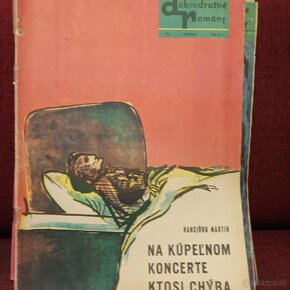 dobrodružné
romány
HANSJÖRG MARTIN
NA KÚPEĽNOM
KONCERTE
KTOSI CHÝBA